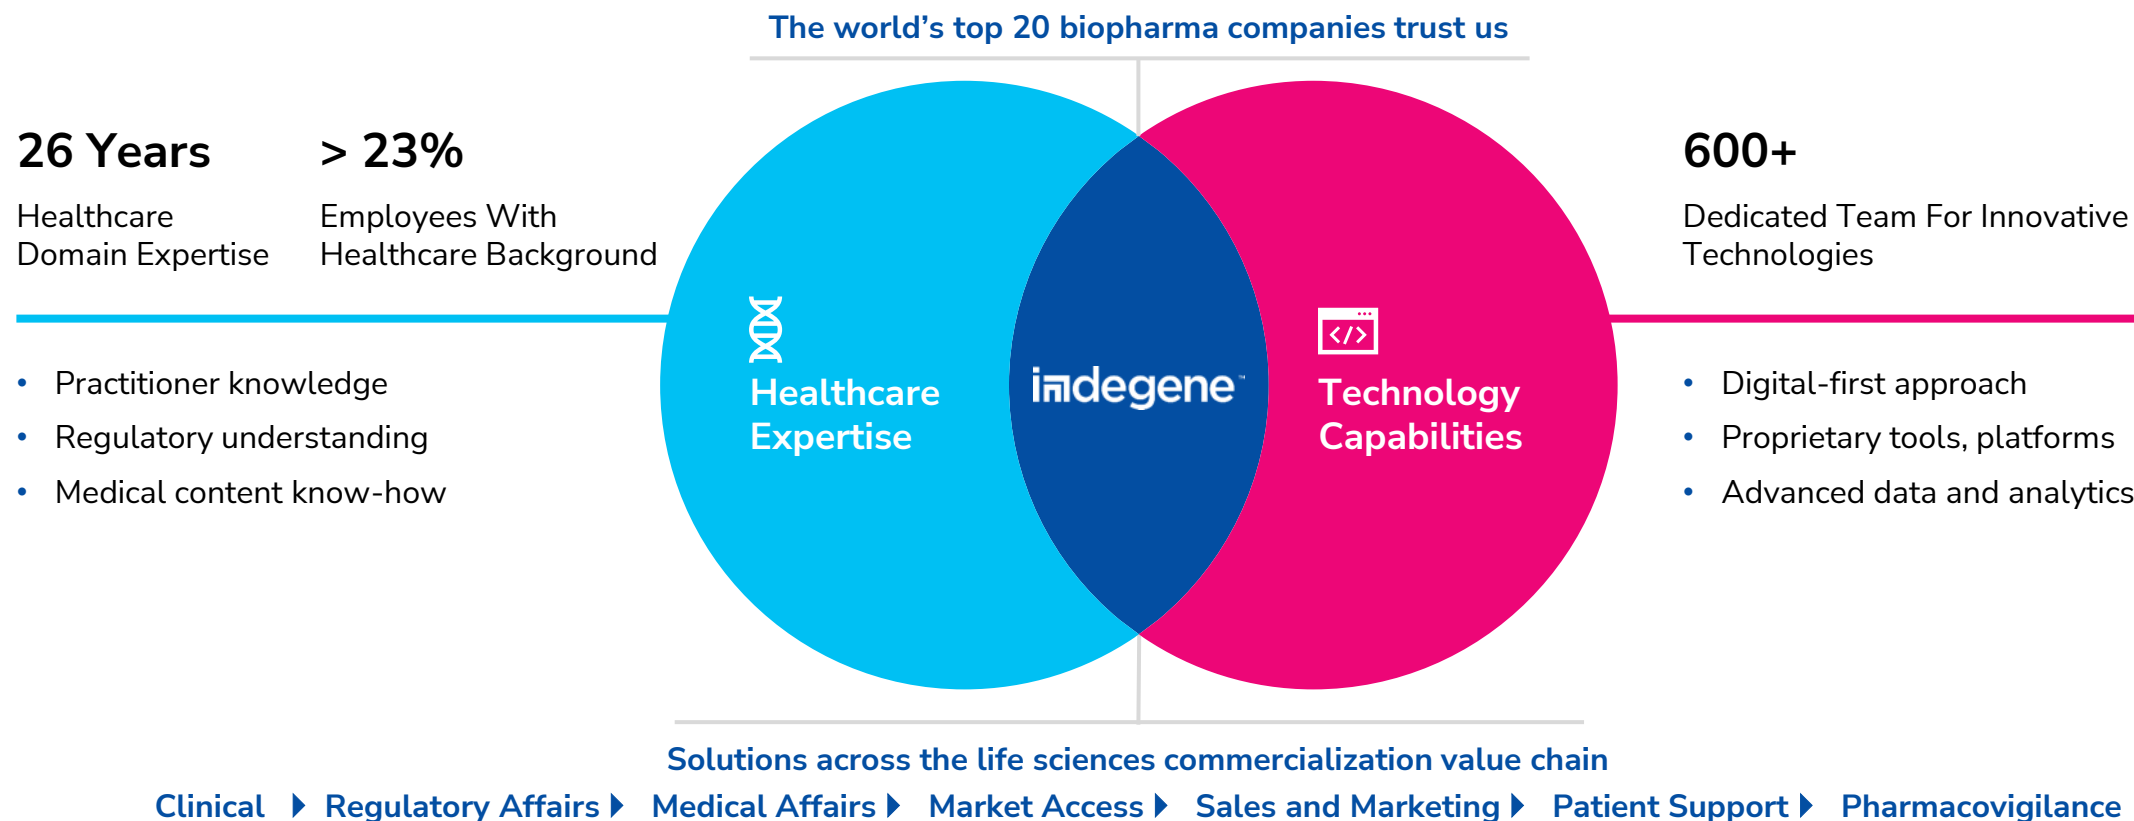 The world’s top 20 biopharma companies trust us
26 Years
Healthcare
Domain Expertise
> 23%
Employees With
Healthcare Background
• Practitioner knowledge
• Regulatory understanding
• Medical content know-how
Healthcare
Expertise
indegene™
</>
Technology
Capabilities
600+
Dedicated Team For Innovative
Technologies
• Digital-first approach
• Proprietary tools, platforms
• Advanced data and analytics
Solutions across the life sciences commercialization value chain
Clinical Regulatory Affairs Medical Affairs Market Access Sales and Marketing Patient Support Pharmacovigilance